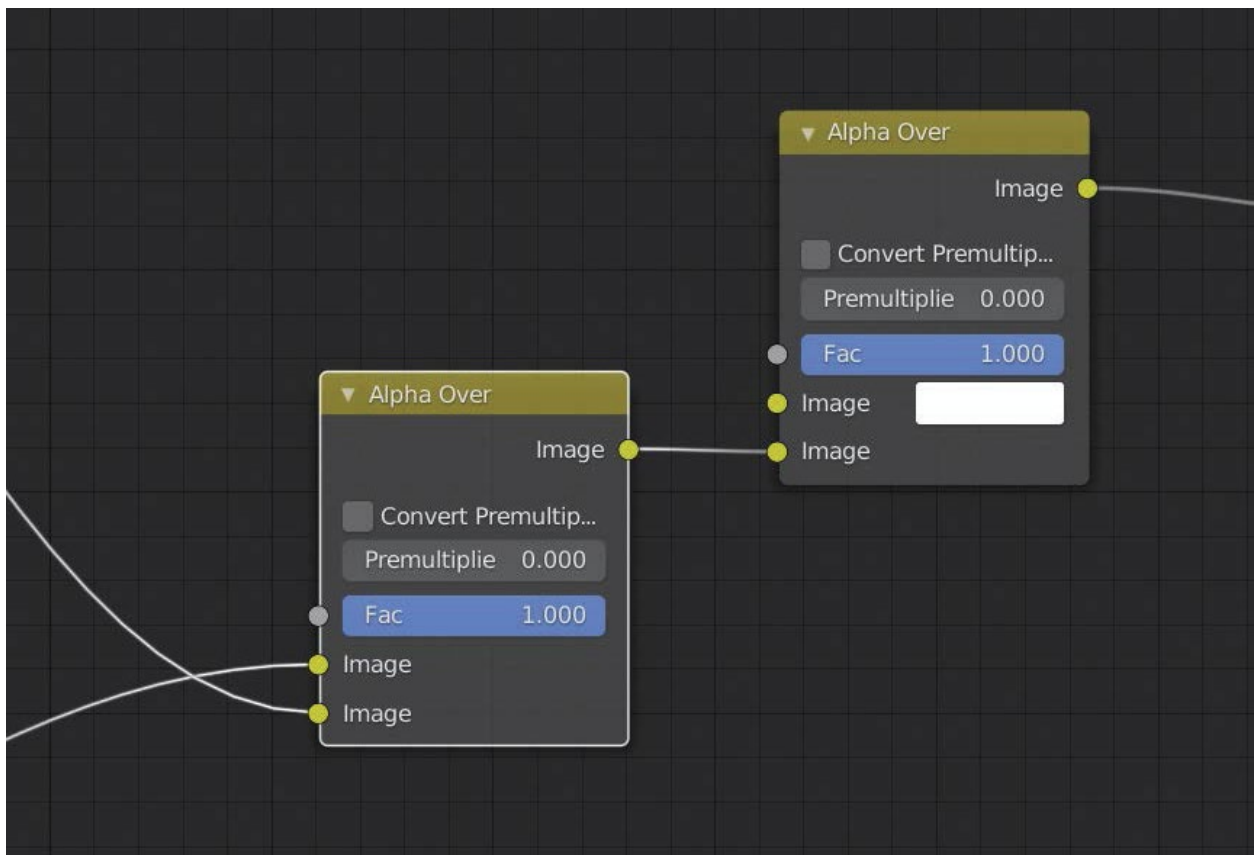 Alpha Over
Image
Convert Premultip...
Premultiplie 0.000
Fac 1.000
Image
Image
Alpha Over
Image
Convert Premultip...
Premultiplie 0.000
Fac 1.000
Image
Image